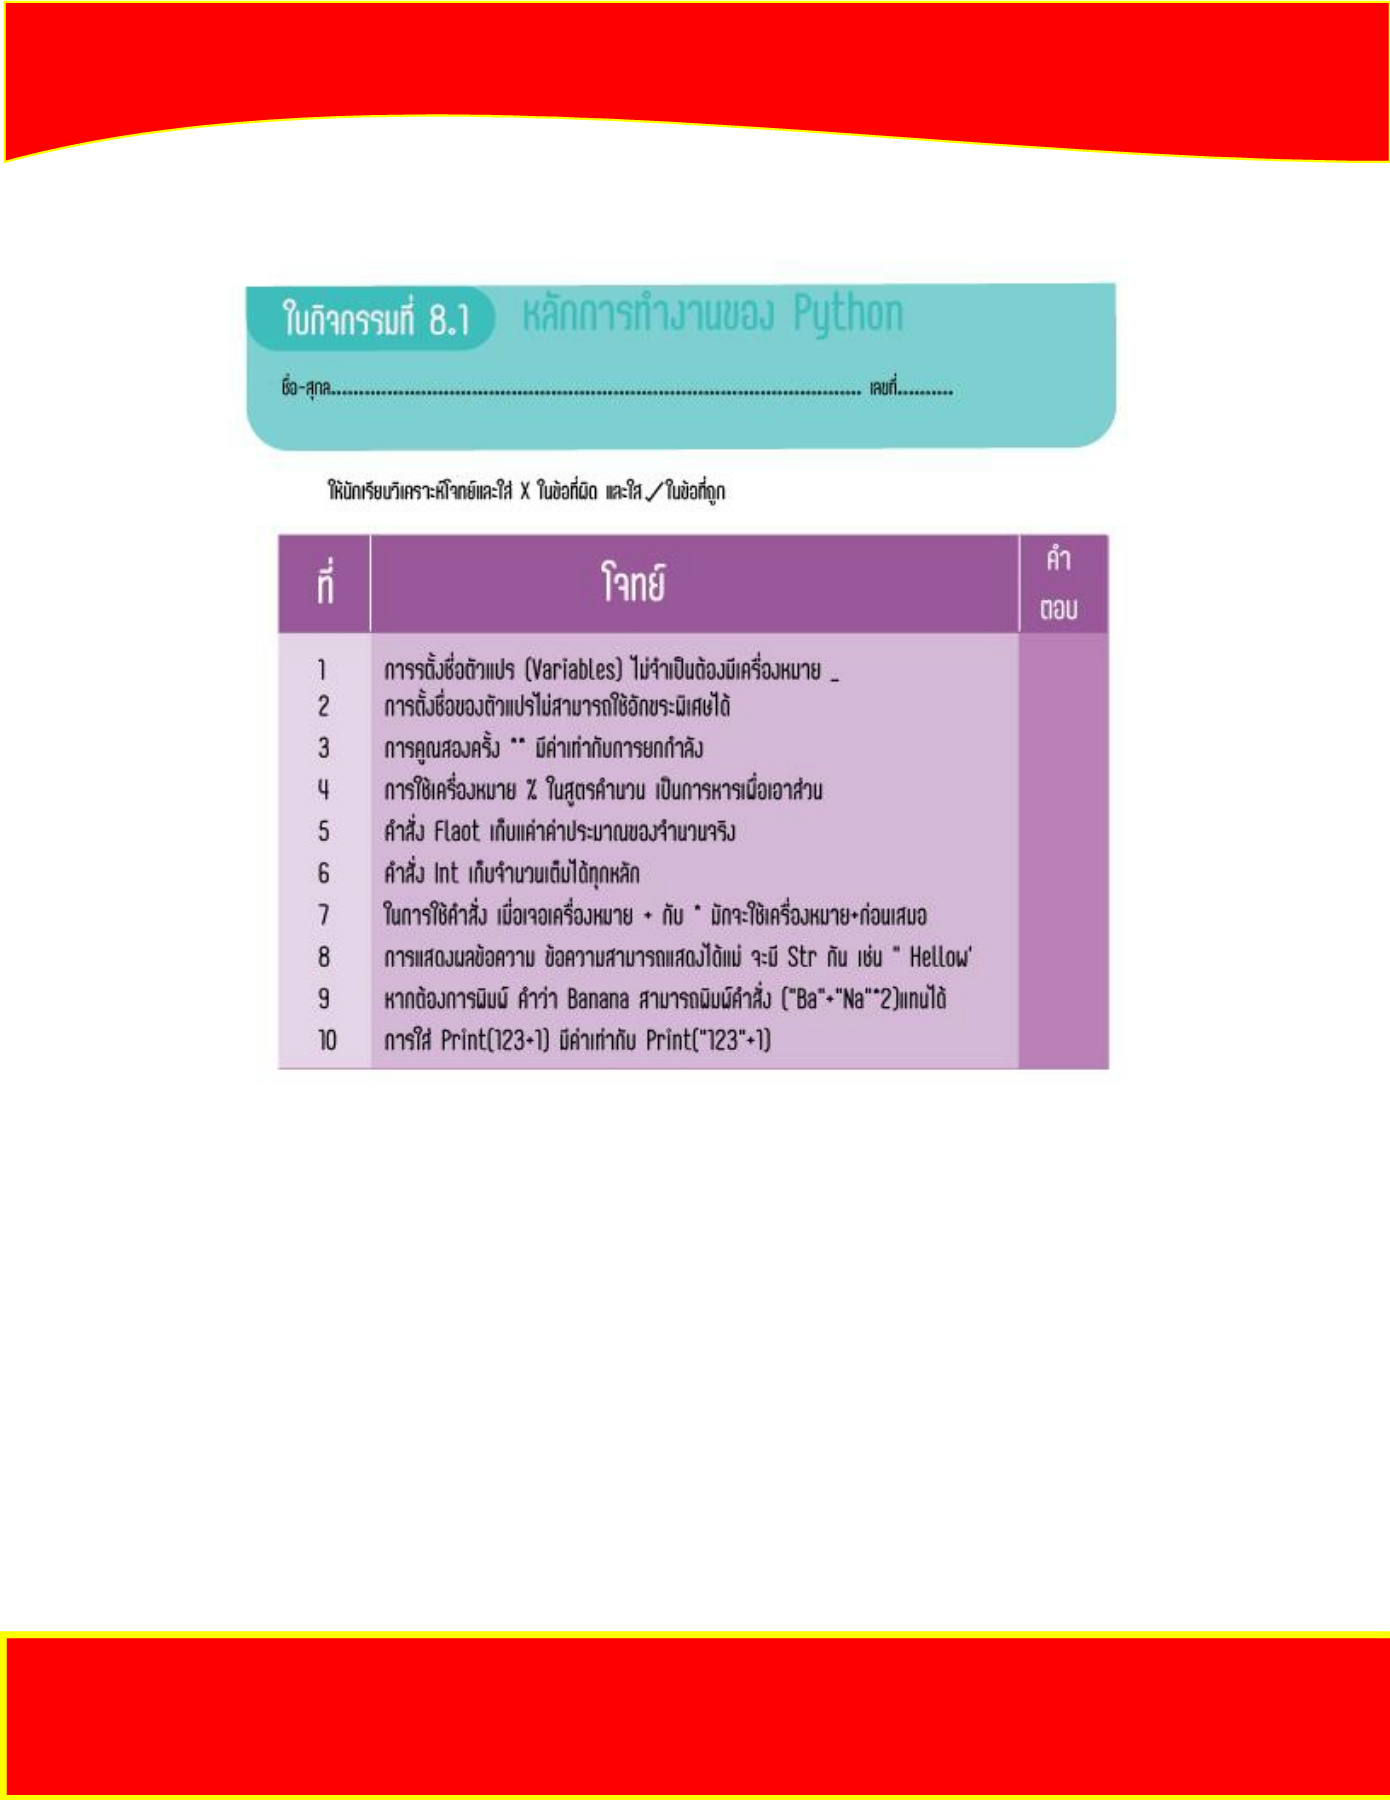 ใบกิจกรรมที่ 8.1 หลักการทำงานของ Python
ชื่อ-สกุล................................................................................................ เลขที่..........
ให้นักเรียนวิเคราะห์โจทย์และใส่ X ในข้อที่ผิด และใส ✓ ในข้อที่ถูก
ที่ โจทย์ คำตอบ
1 การรตั้งชื่อตัวแปร (Variables) ไม่จำเป็นต้องมีเครื่องหมาย _
2 การตั้งชื่อของตัวแปรไม่สามารถใช้อักขระพิเศษได้
3 การคูณสองครั้ง ** มีค่าเท่ากับการยกกำลัง
4 การใช้เครื่องหมาย % ในสูตรคำนวน เป็นการหารเพื่อเอาส่วน
5 คำสั่ง Flaot เก็บแค่าค่าประมาณของจำนวนจริง
6 คำสั่ง Int เก็บจำนวนเต็มได้ทุกหลัก
7 ในการใช้คำสั่ง เมื่อเจอเครื่องหมาย + กับ * มักจะใช้เครื่องหมาย+ก่อนเสมอ
8 การแสดงผลข้อความ ข้อความสามารถแสดงได้แม่ จะมี Str กัน เช่น " Hellow'
9 หากต้องการพิมพ์ คำว่า Banana สามารถพิมพ์คำสั่ง ("Ba"+"Na"*2)แทนได้
10 การใส่ Print(123+1) มีค่าเท่ากับ Print("123"+1)